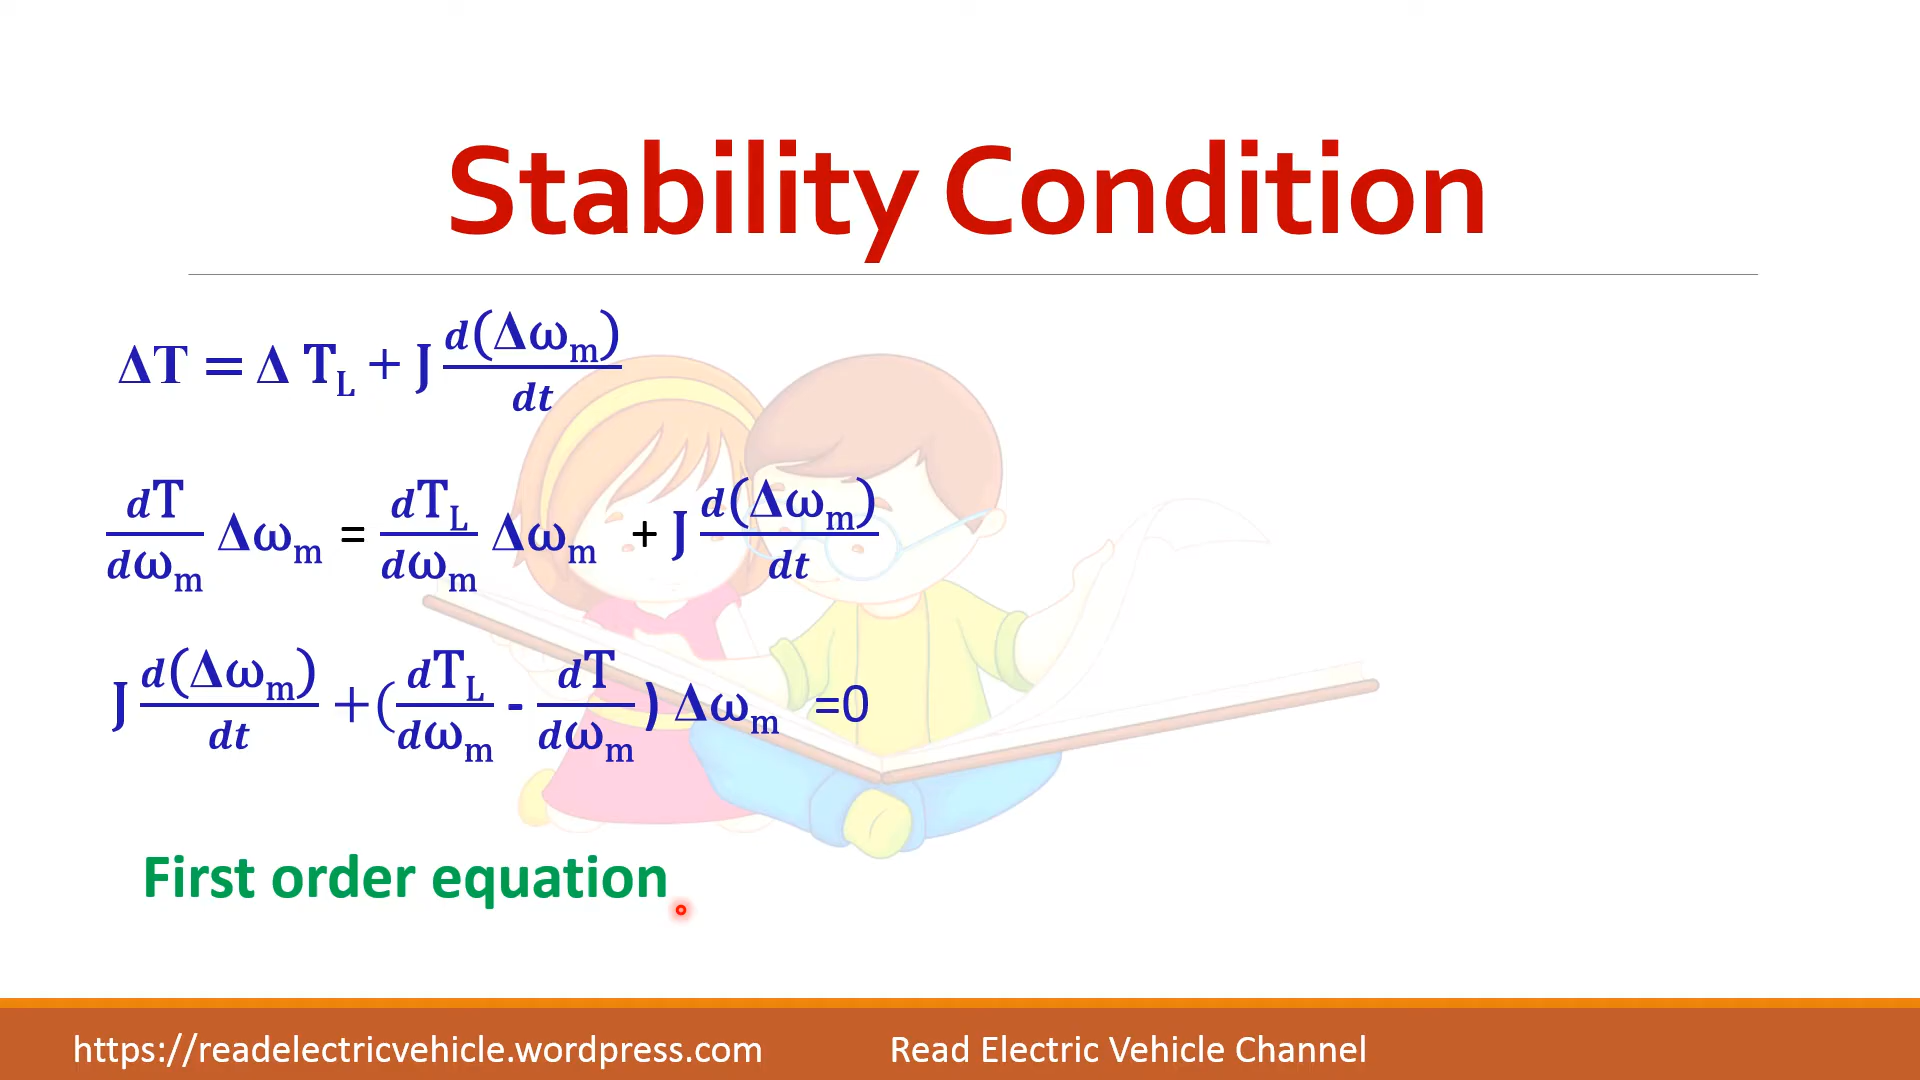 Stability Condition
ΔT = Δ T_L + J d(Δω_m)/dt
dT/dω_m Δω_m = dT_L/dω_m Δω_m + J d(Δω_m)/dt
J d(Δω_m)/dt + (dT_L/dω_m - dT/dω_m) Δω_m =0
First order equation
https://readelectricvehicle.wordpress.com Read Electric Vehicle Channel